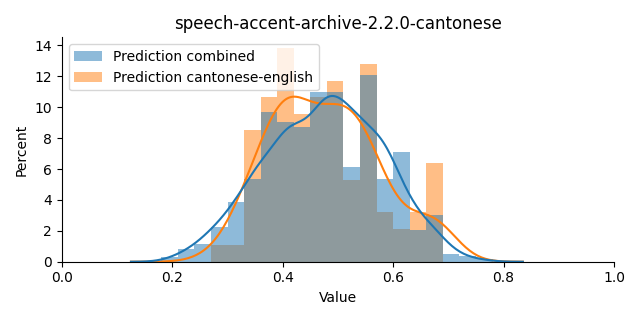 speech-accent-archive-2.2.0-cantonese
Prediction combined
Prediction cantonese-english
Percent
14
12
10
8
6
4
2
0
0.0 0.2 0.4 0.6 0.8 1.0
Value